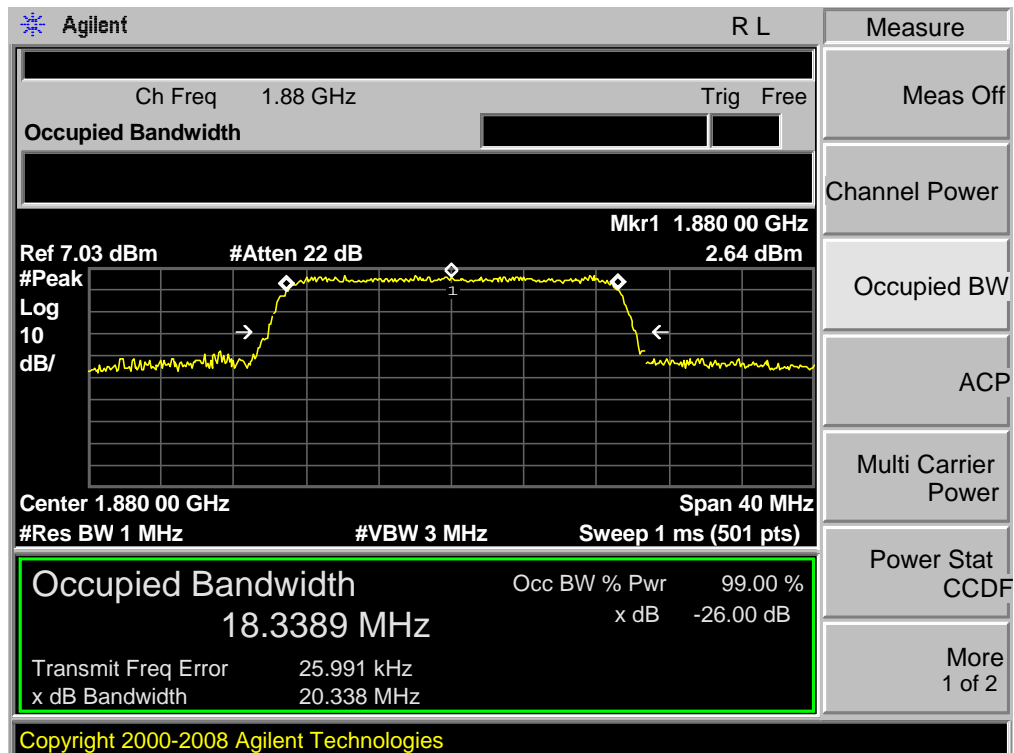 Agilent R L Measure
Ch Freq 1.88 GHz Trig Free
Occupied Bandwidth
Meas Off
Channel Power
Mkr1 1.880 00 GHz
Ref 7.03 dBm #Atten 22 dB 2.64 dBm
#Peak
Log
10
dB/
1
Occupied BW
ACP
Multi Carrier
Power
Center 1.880 00 GHz Span 40 MHz
#Res BW 1 MHz #VBW 3 MHz Sweep 1 ms (501 pts)
Power Stat
CCDF
Occupied Bandwidth Occ BW % Pwr 99.00 %
18.3389 MHz x dB -26.00 dB
Transmit Freq Error 25.991 kHz
x dB Bandwidth 20.338 MHz
More
1 of 2
Copyright 2000-2008 Agilent Technologies